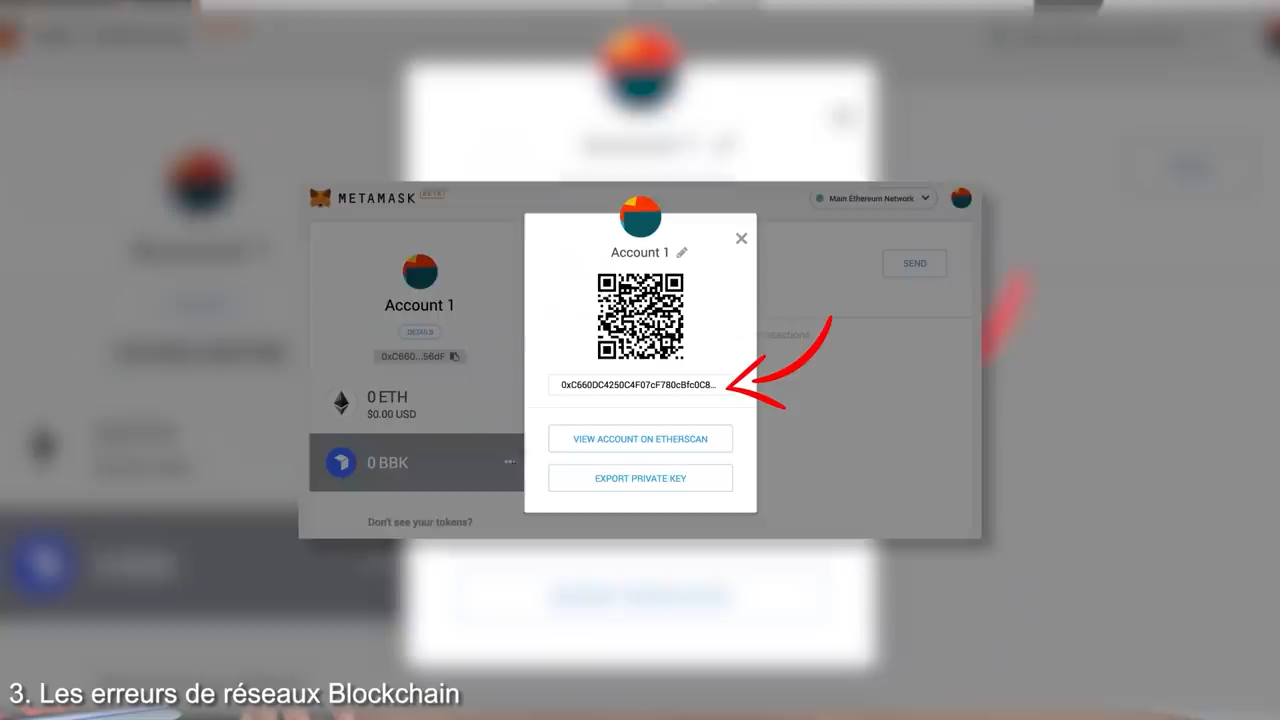 METAMASK BETA
Main Ethereum Network
Account 1
SEND
Account 1
DETAILS
0xC660...56dF
0xC660DC4250C4F07cF780cBfc0C8...
0 ETH
$0.00 USD
VIEW ACCOUNT ON ETHERSCAN
0 BBK
EXPORT PRIVATE KEY
Don't see your tokens?
3. Les erreurs de réseaux Blockchain